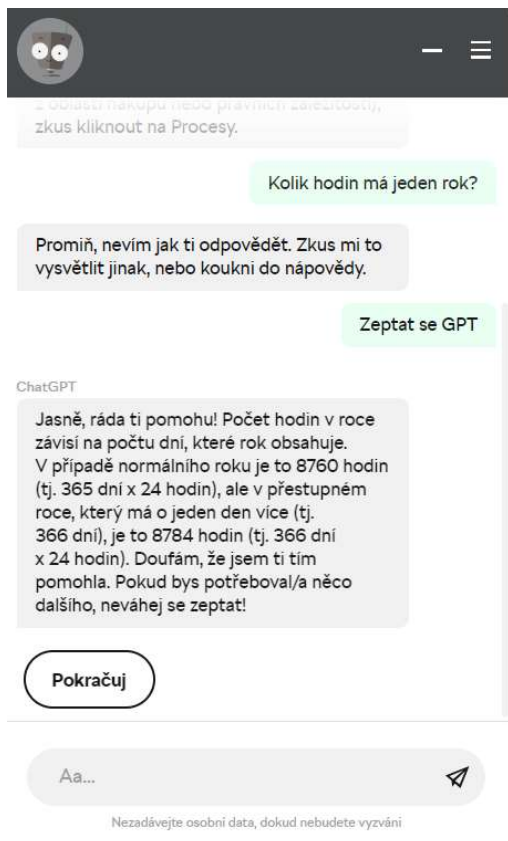 z oblasti nákupu nebo právních záležitostí),
zkus kliknout na Procesy.
Kolik hodin má jeden rok?
Promiň, nevím jak ti odpovědět. Zkus mi to
vysvětlit jinak, nebo koukni do nápovědy.
Zeptat se GPT
ChatGPT
Jasně, ráda ti pomohu! Počet hodin v roce
závisí na počtu dní, které rok obsahuje.
V případě normálního roku je to 8760 hodin
(tj. 365 dní x 24 hodin), ale v přestupném
roce, který má o jeden den více (tj.
366 dní), je to 8784 hodin (tj. 366 dní
x 24 hodin). Doufám, že jsem ti tím
pomohla. Pokud bys potřeboval/a něco
dalšího, neváhej se zeptat!
Pokračuj
Aa...
Nezadávejte osobní data, dokud nebudete vyzváni